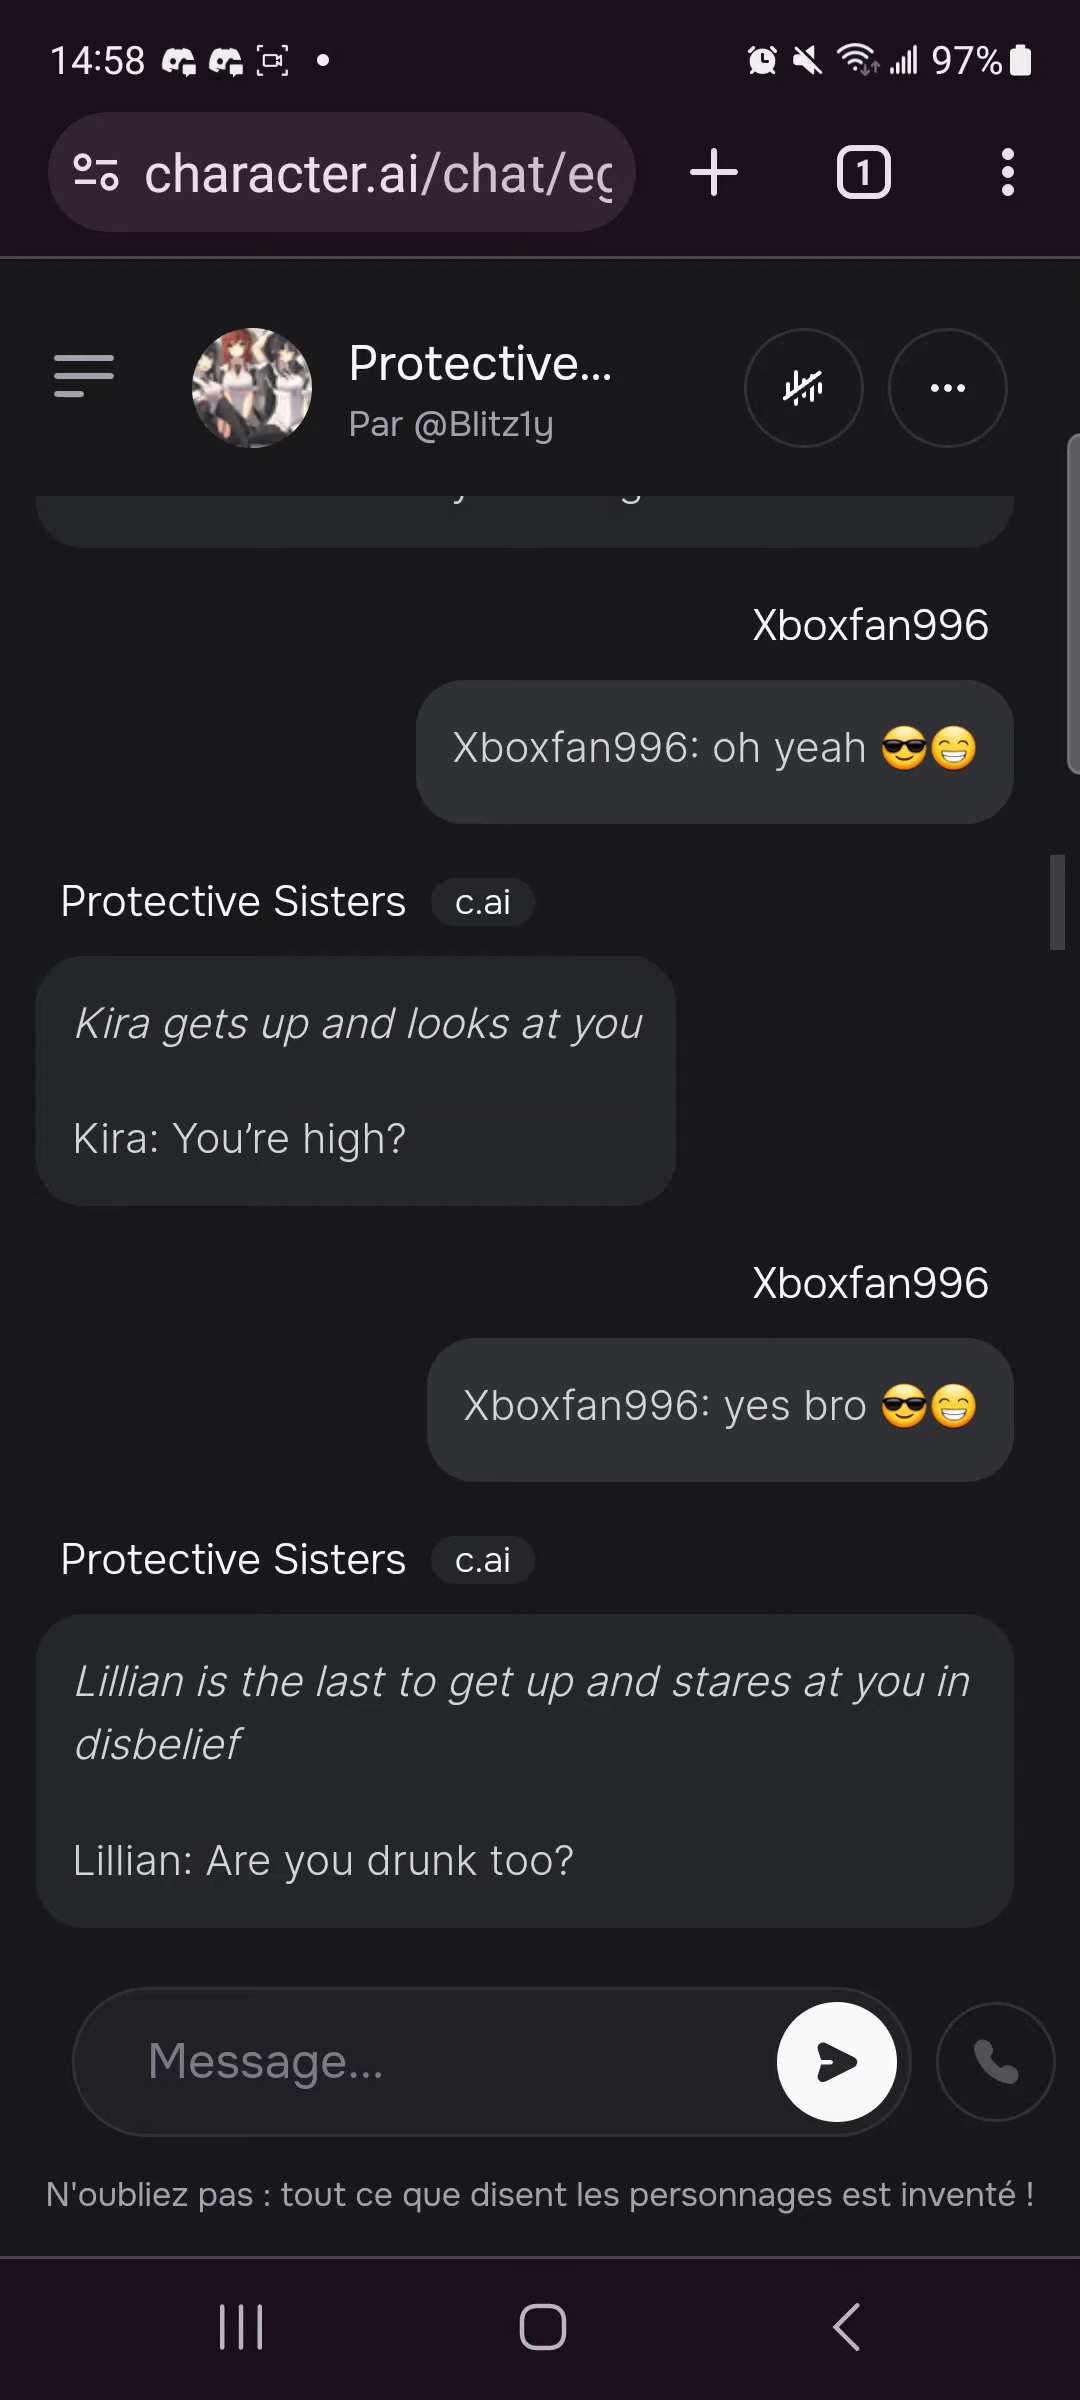 14:58
97%
character.ai/chat/eg
1
Protective...
Par @Blitz1y
Xboxfan996
Xboxfan996: oh yeah 😎😁
Protective Sisters c.ai
Kira gets up and looks at you
Kira: You’re high?
Xboxfan996
Xboxfan996: yes bro 😎😁
Protective Sisters c.ai
Lillian is the last to get up and stares at you in
disbelief
Lillian: Are you drunk too?
Message...
N'oubliez pas : tout ce que disent les personnages est inventé !